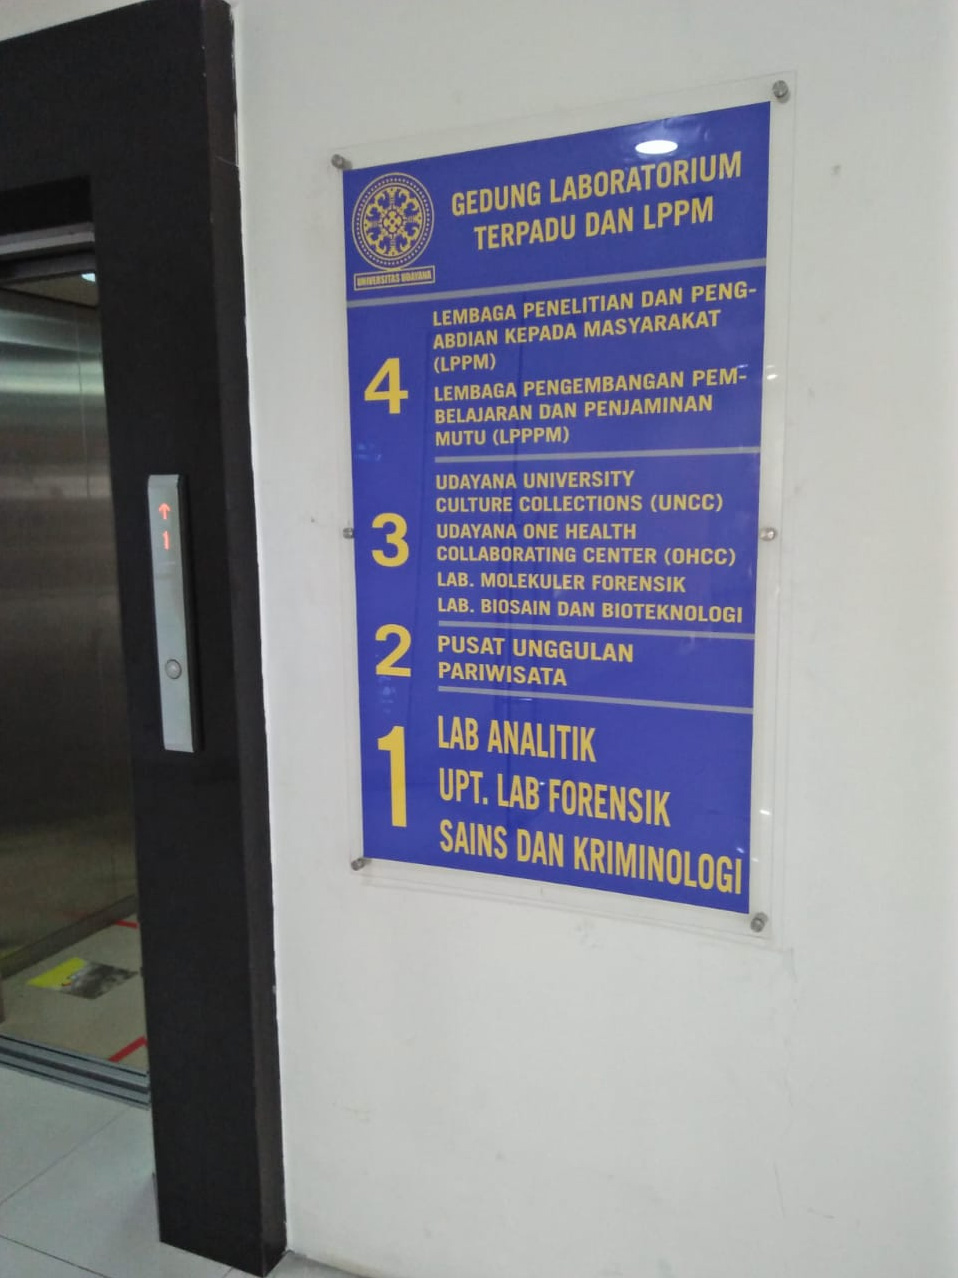 GEDUNG LABORATORIUM
TERPADU DAN LPPM
UNIVERSITAS UDAYANA
4
LEMBAGA PENELITIAN DAN PENG-
ABDIAN KEPADA MASYARAKAT
(LPPM)
LEMBAGA PENGEMBANGAN PEM-
BELAJARAN DAN PENJAMINAN
MUTU (LPPPM)
3
UDAYANA UNIVERSITY
CULTURE COLLECTIONS (UNCC)
UDAYANA ONE HEALTH
COLLABORATING CENTER (OHCC)
LAB. MOLEKULER FORENSIK
LAB. BIOSAIN DAN BIOTEKNOLOGI
2
PUSAT UNGGULAN
PARIWISATA
1
LAB ANALITIK
UPT. LAB FORENSIK
SAINS DAN KRIMINOLOGI
1